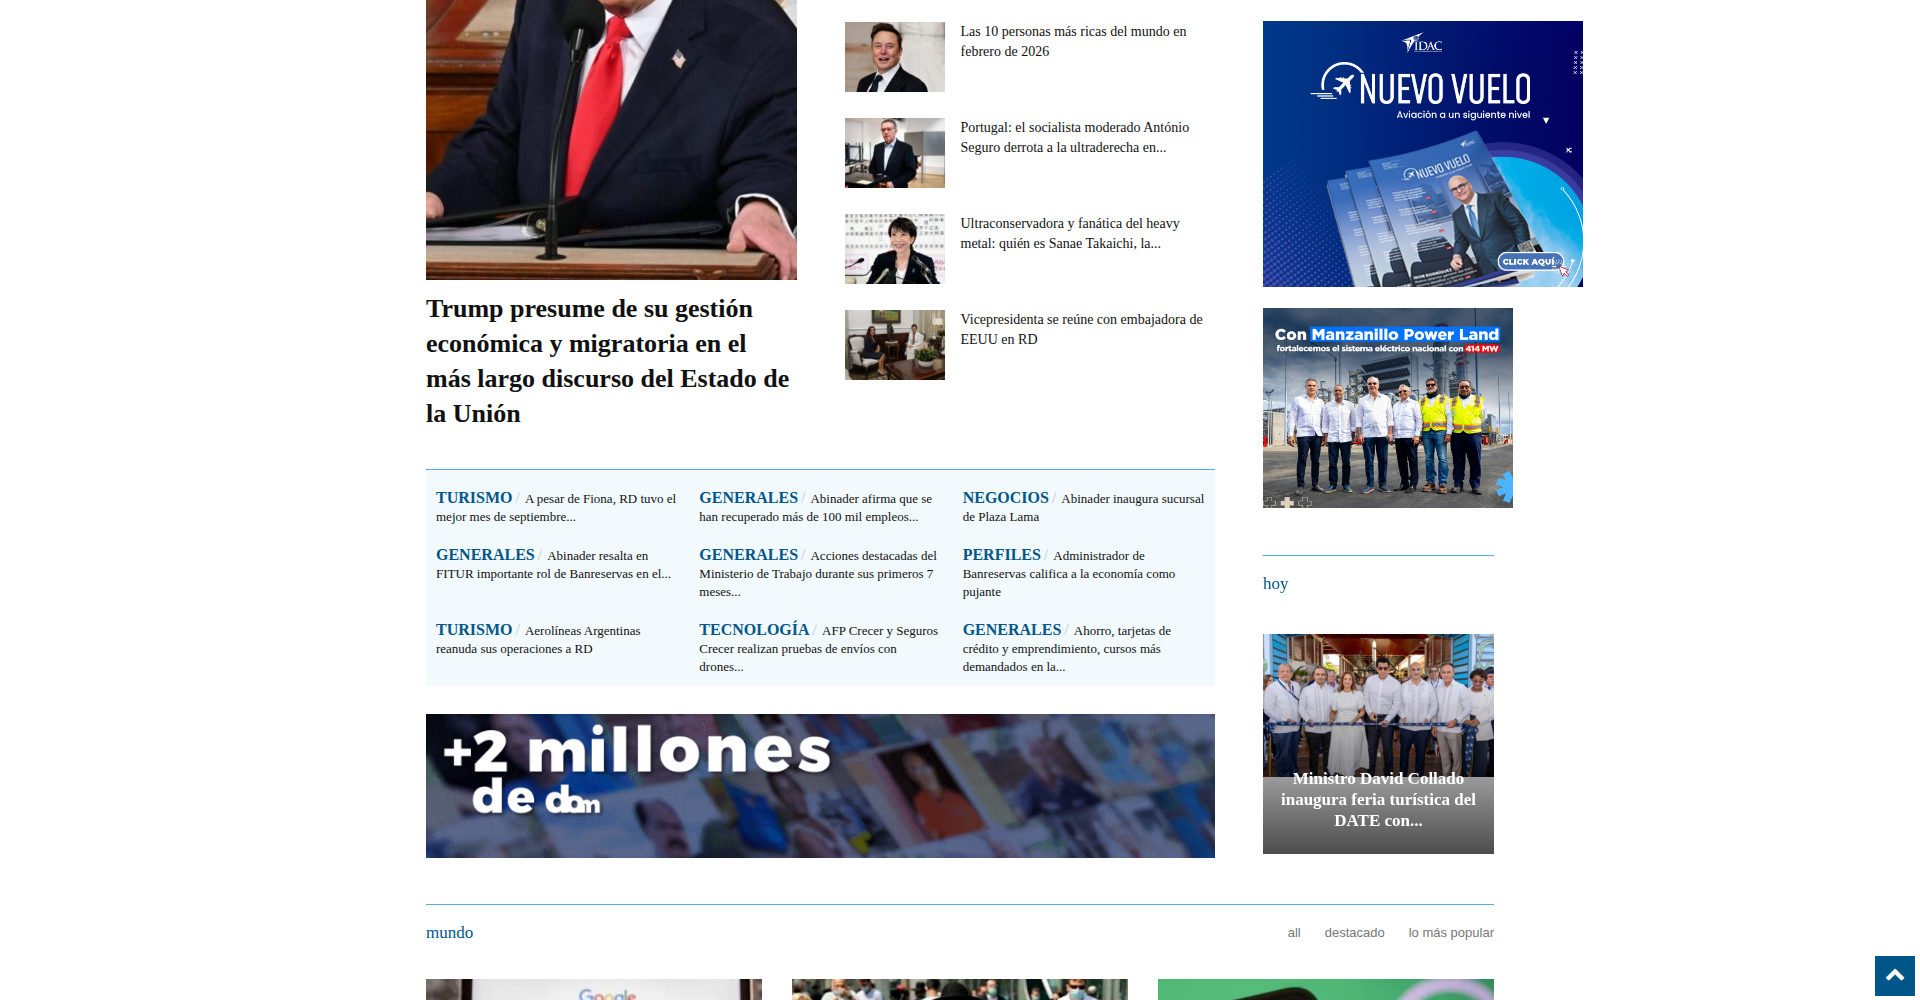 Trump presume de su gestión
económica y migratoria en el
más largo discurso del Estado de
la Unión
Las 10 personas más ricas del mundo en
febrero de 2026
Portugal: el socialista moderado António
Seguro derrota a la ultraderecha en...
Ultraconservadora y fanática del heavy
metal: quién es Sanae Takaichi, la...
Vicepresidenta se reúne con embajadora de
EEUU en RD
TURISMO / A pesar de Fiona, RD tuvo el
mejor mes de septiembre...
GENERALES / Abinader afirma que se
han recuperado más de 100 mil empleos...
NEGOCIOS / Abinader inaugura sucursal
de Plaza Lama
GENERALES / Abinader resalta en
FITUR importante rol de Banreservas en el...
GENERALES / Acciones destacadas del
Ministerio de Trabajo durante sus primeros 7
meses...
PERFILES / Administrador de
Banreservas califica a la economía como
pujante
TURISMO / Aerolíneas Argentinas
reanuda sus operaciones a RD
TECNOLOGÍA / AFP Crecer y Seguros
Crecer realizan pruebas de envíos con
drones...
GENERALES / Ahorro, tarjetas de
crédito y emprendimiento, cursos más
demandados en la...
+2 millones
de
IDAC
NUEVO VUELO
Aviación a un siguiente nivel
NUEVO VUELO
IGOR RODRÍGUEZ
CLICK AQUÍ
Con Manzanillo Power Land
fortalecemos el sistema eléctrico nacional con 414 MW
hoy
Ministro David Collado
inaugura feria turística del
DATE con...
mundo
all
destacado
lo más popular
Google